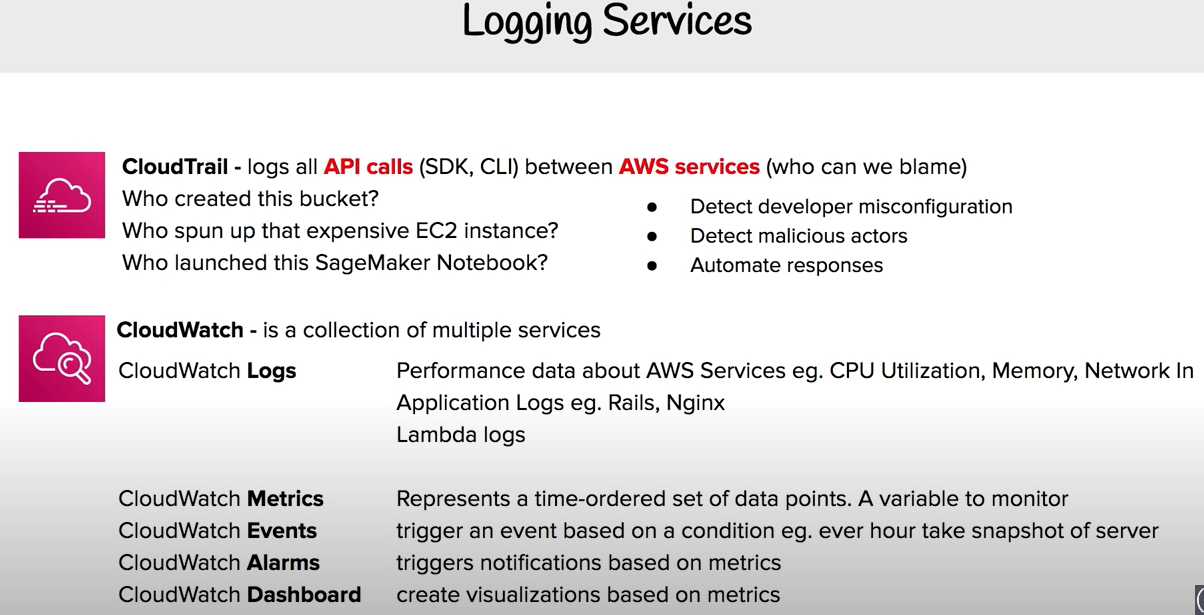 Logging Services
CloudTrail - logs all API calls (SDK, CLI) between AWS services (who can we blame)
Who created this bucket?
Who spun up that expensive EC2 instance?
Who launched this SageMaker Notebook?
● Detect developer misconfiguration
● Detect malicious actors
● Automate responses
CloudWatch - is a collection of multiple services
CloudWatch Logs Performance data about AWS Services eg. CPU Utilization, Memory, Network In
Application Logs eg. Rails, Nginx
Lambda logs
CloudWatch Metrics Represents a time-ordered set of data points. A variable to monitor
CloudWatch Events trigger an event based on a condition eg. ever hour take snapshot of server
CloudWatch Alarms triggers notifications based on metrics
CloudWatch Dashboard create visualizations based on metrics